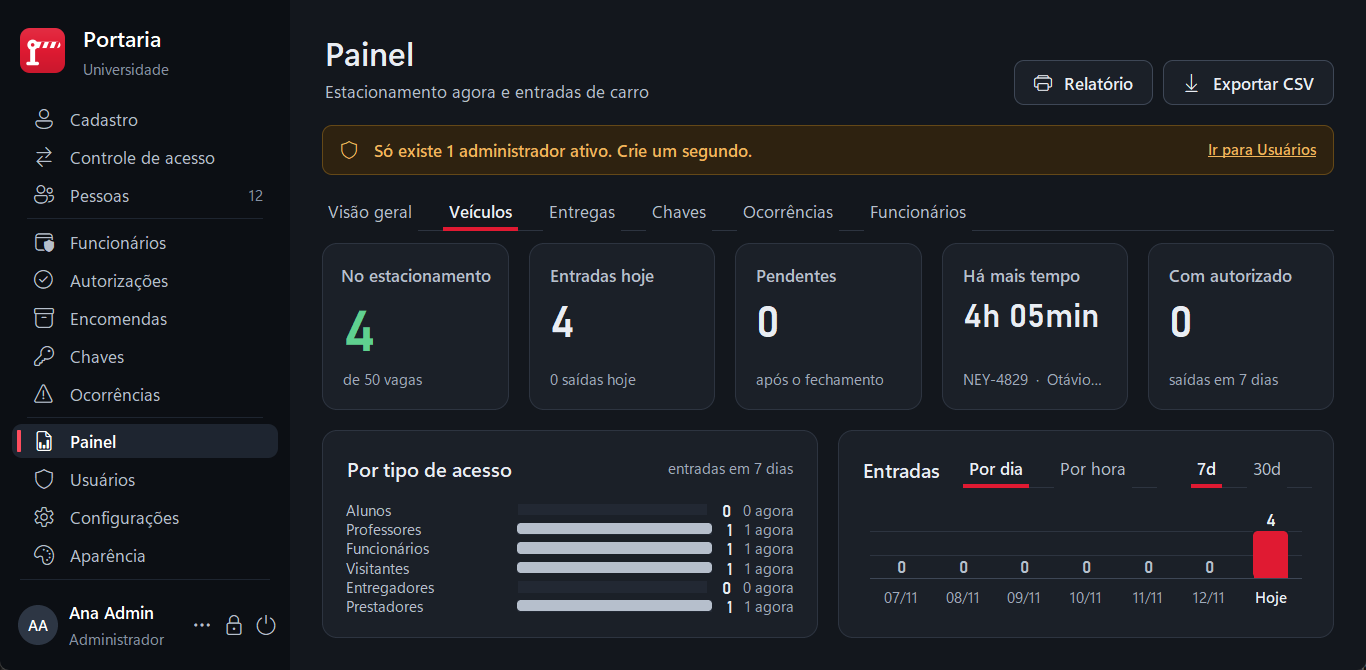 Portaria
Universidade
Cadastro
Controle de acesso
Pessoas 12
Funcionários
Autorizações
Encomendas
Chaves
Ocorrências
Painel
Usuários
Configurações
Aparência
AA
Ana Admin
Administrador
Painel
Estacionamento agora e entradas de carro
Relatório
Exportar CSV
Só existe 1 administrador ativo. Crie um segundo.
Ir para Usuários
Visão geral Veículos Entregas Chaves Ocorrências Funcionários
No estacionamento
4
de 50 vagas
Entradas hoje
4
0 saídas hoje
Pendentes
0
após o fechamento
Há mais tempo
4h 05min
NEY-4829 · Otávio...
Com autorizado
0
saídas em 7 dias
Por tipo de acesso entradas em 7 dias
Alunos 0 0 agora
Professores 1 1 agora
Funcionários 1 1 agora
Visitantes 1 1 agora
Entregadores 0 0 agora
Prestadores 1 1 agora
Entradas Por dia Por hora 7d 30d
4
0 0 0 0 0 0
07/11 08/11 09/11 10/11 11/11 12/11 Hoje